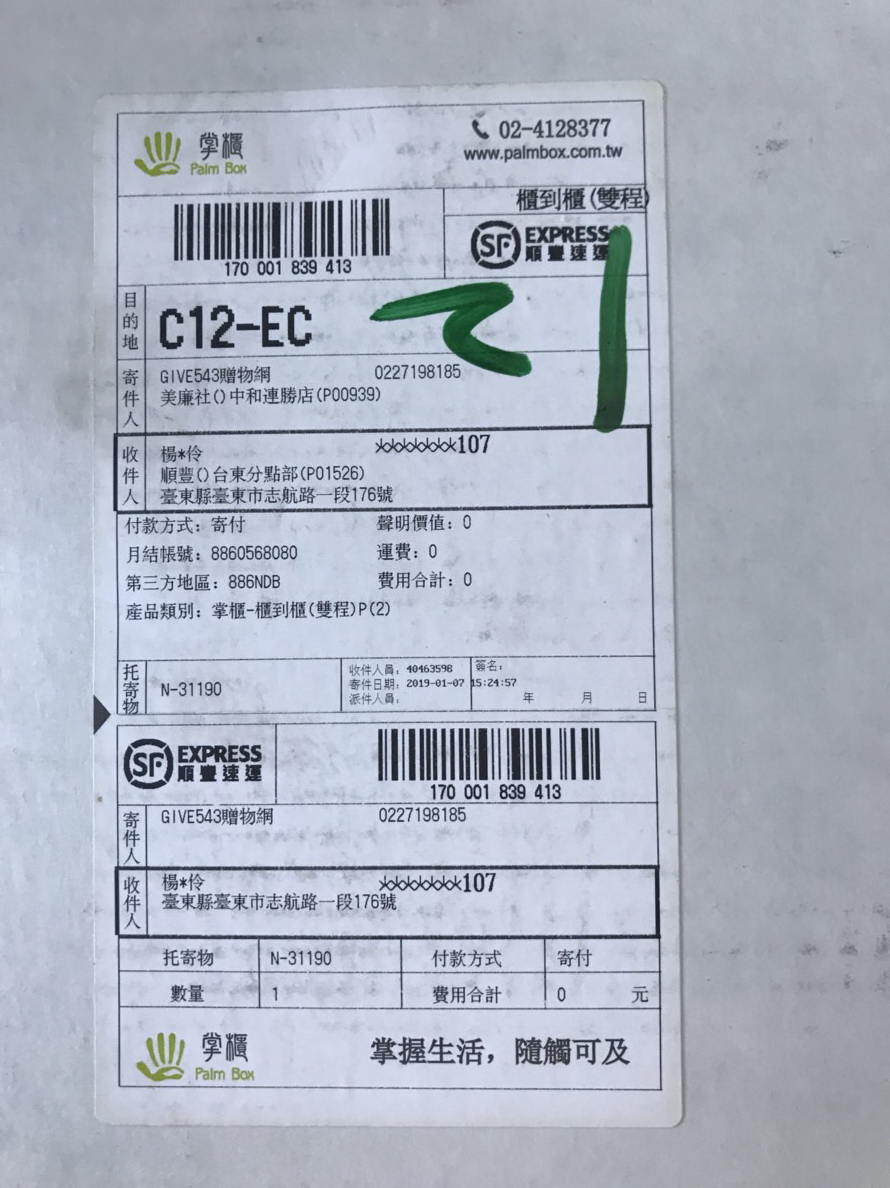 掌櫃
Palm Box
02-4128377
www.palmbox.com.tw
170 001 839 413
櫃到櫃(雙程)
SF EXPRESS
順豐速運
目的地
C12-EC
寄件人
GIVE543贈物網 0227198185
美廉社()中和連勝店(P00939)
收件人
楊*伶 *******107
順豐()台東分點部(P01526)
臺東縣臺東市志航路一段176號
付款方式: 寄付 聲明價值: 0
月結帳號: 8860568080 運費: 0
第三方地區: 886NDB 費用合計: 0
產品類別: 掌櫃-櫃到櫃(雙程)P(2)
托寄物
N-31190
收件人員: 40463598
寄件日期: 2019-01-07 15:24:57
派件人員:
簽名:
年 月 日
SF EXPRESS
順豐速運
170 001 839 413
寄件人
GIVE543贈物網 0227198185
收件人
楊*伶 *******107
臺東縣臺東市志航路一段176號
托寄物 N-31190 付款方式 寄付
數量 1 費用合計 0 元
掌櫃
Palm Box
掌握生活，隨觸可及